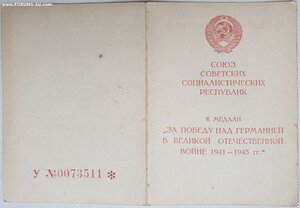 www.FORUMS.su.com
У №0073511 *
СОЮЗ
СОВЕТСКИХ
СОЦИАЛИСТИЧЕСКИХ
РЕСПУБЛИК
К МЕДАЛИ
„ЗА ПОБЕДУ НАД ГЕРМАНИЕЙ
В ВЕЛИКОЙ ОТЕЧЕСТВЕННОЙ
ВОЙНЕ 1941—1945 гг.“